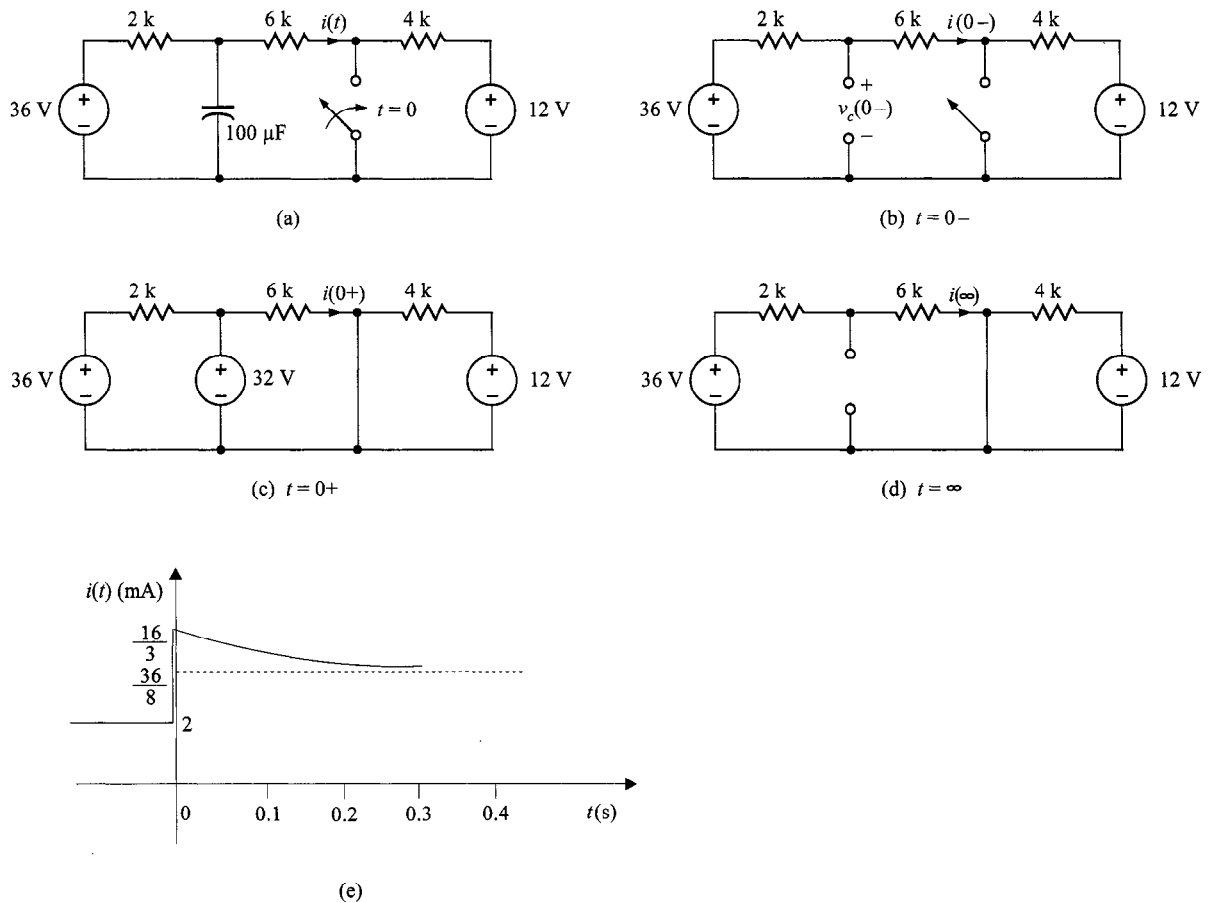 2 k 6 k i(t) 4 k
36 V + − 100 µF t = 0 + − 12 V
(a)
2 k 6 k i(0−) 4 k
36 V + − + v_c(0−) − + − 12 V
(b) t = 0−
2 k 6 k i(0+) 4 k
36 V + − + − 32 V + − 12 V
(c) t = 0+
2 k 6 k i(∞) 4 k
36 V + − + − 12 V
(d) t = ∞
i(t) (mA)
16
3
36
8
2
0 0.1 0.2 0.3 0.4 t(s)
(e)